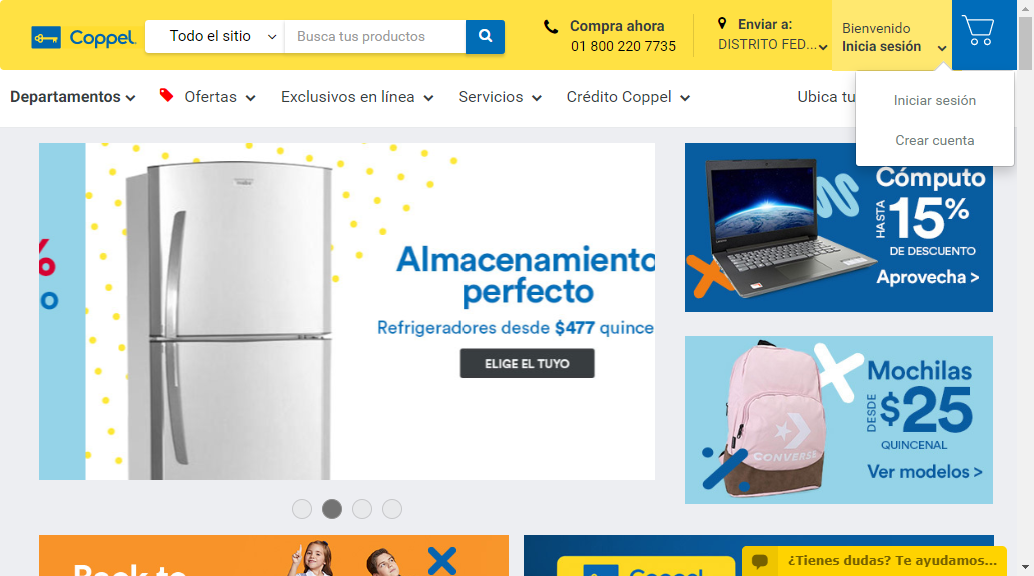 Coppel
Todo el sitio
Busca tus productos
Compra ahora
01 800 220 7735
Enviar a:
DISTRITO FED...
Bienvenido
Inicia sesión
Iniciar sesión
Crear cuenta
Departamentos
Ofertas
Exclusivos en línea
Servicios
Crédito Coppel
Ubica tu
%
Almacenamiento
perfecto
Refrigeradores desde $477 quince
ELIGE EL TUYO
Cómputo
HASTA
15%
DE DESCUENTO
Aprovecha >
Mochilas
DESDE
$25
QUINCENAL
Ver modelos >
CONVERSE
Back to
Coppel
¿Tienes dudas? Te ayudamos...